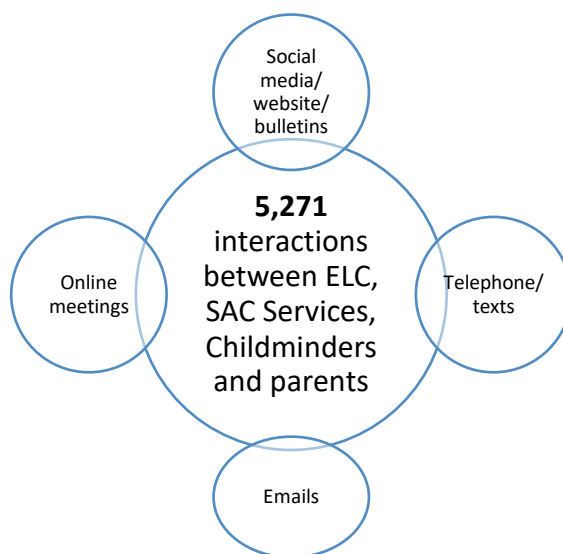 Social
media/
website/
bulletins
5,271
interactions
between ELC,
SAC Services,
Childminders
and parents
Online
meetings
Telephone/
texts
Emails